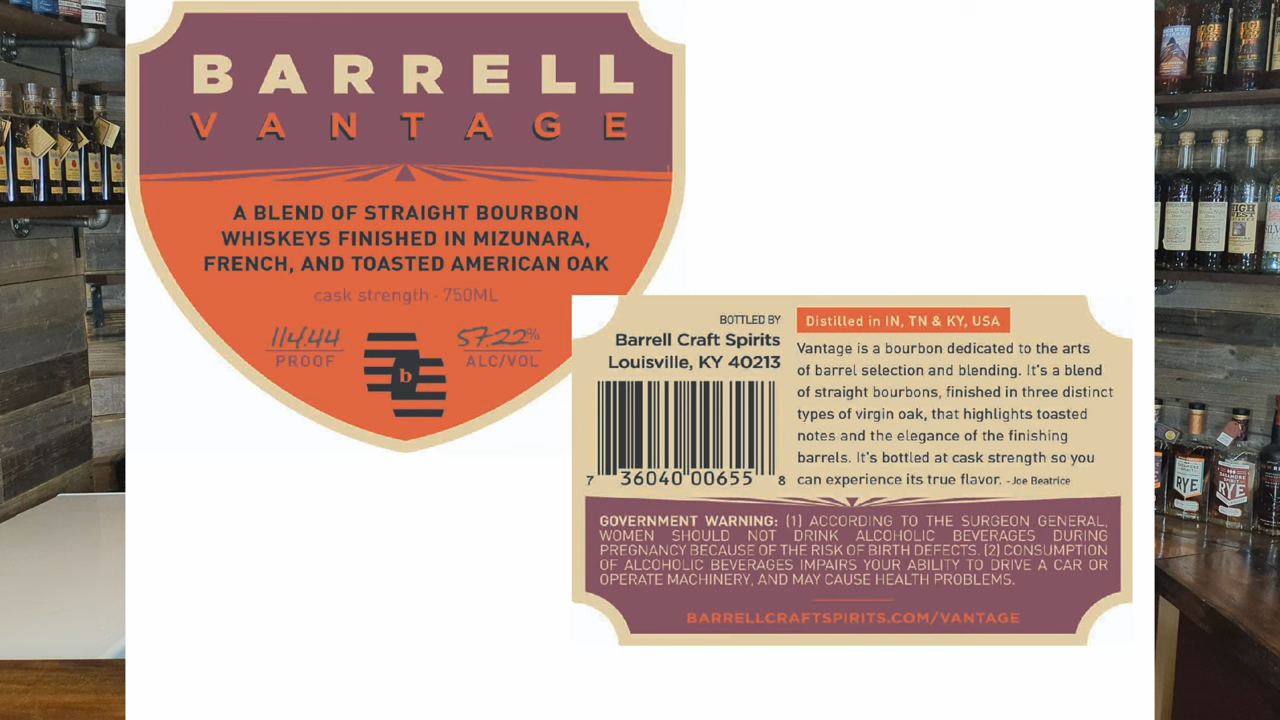 BARRELL
VANTAGE
A BLEND OF STRAIGHT BOURBON
WHISKEYS FINISHED IN MIZUNARA,
FRENCH, AND TOASTED AMERICAN OAK
cask strength · 750ML
114.44
PROOF
b
57.22%
ALC/VOL
BOTTLED BY
Barrell Craft Spirits
Louisville, KY 40213
7 36040 00655 8
Distilled in IN, TN & KY, USA
Vantage is a bourbon dedicated to the arts
of barrel selection and blending. It's a blend
of straight bourbons, finished in three distinct
types of virgin oak, that highlights toasted
notes and the elegance of the finishing
barrels. It's bottled at cask strength so you
can experience its true flavor. -Joe Beatrice
GOVERNMENT WARNING: (1) ACCORDING TO THE SURGEON GENERAL,
WOMEN SHOULD NOT DRINK ALCOHOLIC BEVERAGES DURING
PREGNANCY BECAUSE OF THE RISK OF BIRTH DEFECTS. (2) CONSUMPTION
OF ALCOHOLIC BEVERAGES IMPAIRS YOUR ABILITY TO DRIVE A CAR OR
OPERATE MACHINERY, AND MAY CAUSE HEALTH PROBLEMS.
BARRELLCRAFTSPIRITS.COM/VANTAGE
RYE
RYE